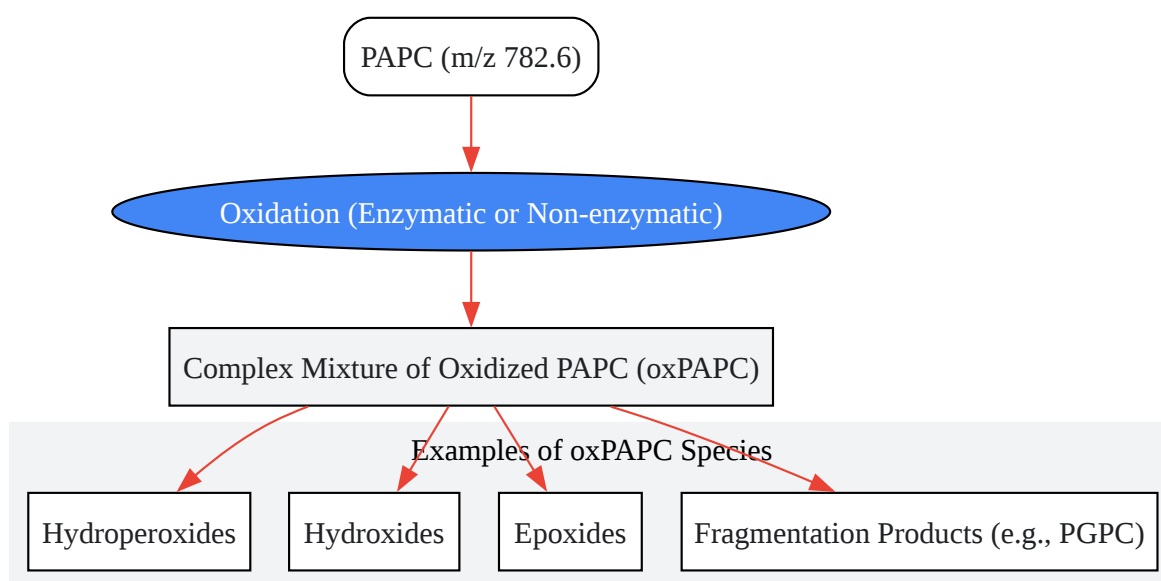 PAPC (m/z 782.6)
Oxidation (Enzymatic or Non-enzymatic)
Complex Mixture of Oxidized PAPC (oxPAPC)
Examples of oxPAPC Species
Hydroperoxides
Hydroxides
Epoxides
Fragmentation Products (e.g., PGPC)